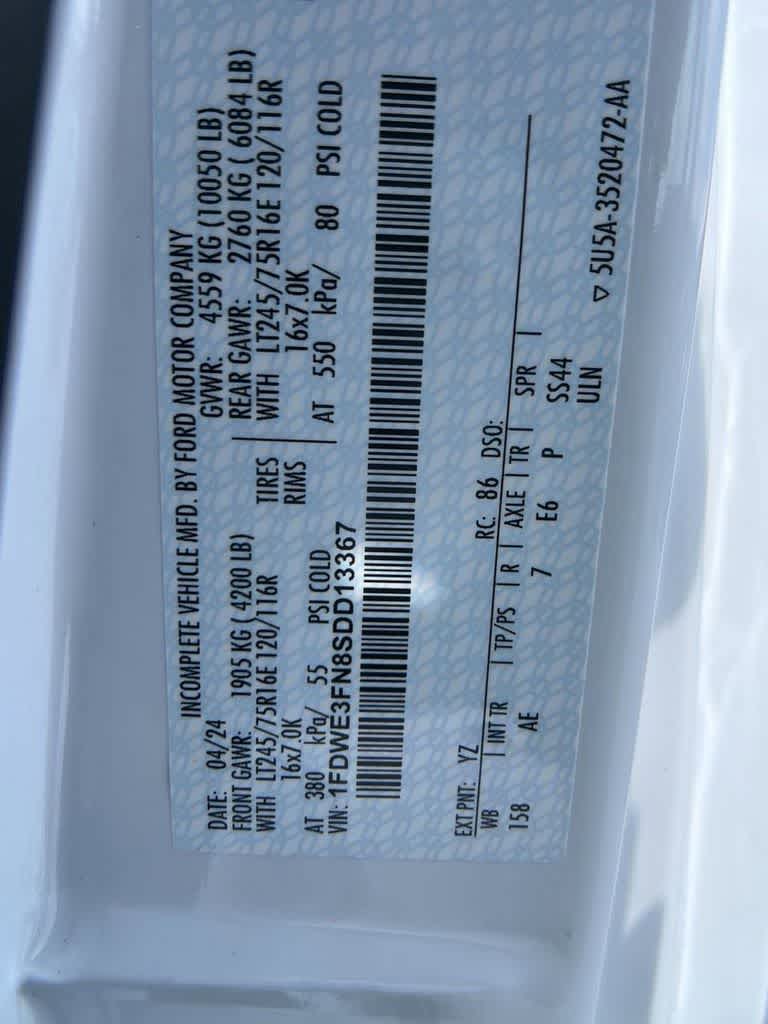 INCOMPLETE VEHICLE MFD. BY FORD MOTOR COMPANY
DATE: 04/24 GVWR: 4559 KG (10050 LB)
FRONT GAWR: 1905 KG ( 4200 LB) REAR GAWR: 2760 KG ( 6084 LB)
WITH LT245/75R16E 120/116R TIRES WITH LT245/75R16E 120/116R
16x7.0K RIMS 16x7.0K
AT 380 kPa/ 55 PSI COLD AT 550 kPa/ 80 PSI COLD
VIN: 1FDWE3FN8SDD13367
EXT PNT: YZ RC: 86 DSO:
WB INT TR TP/PS R AXLE TR SPR
158 AE 7 E6 P SS44
ULN
▽ 5U5A-3520472-AA